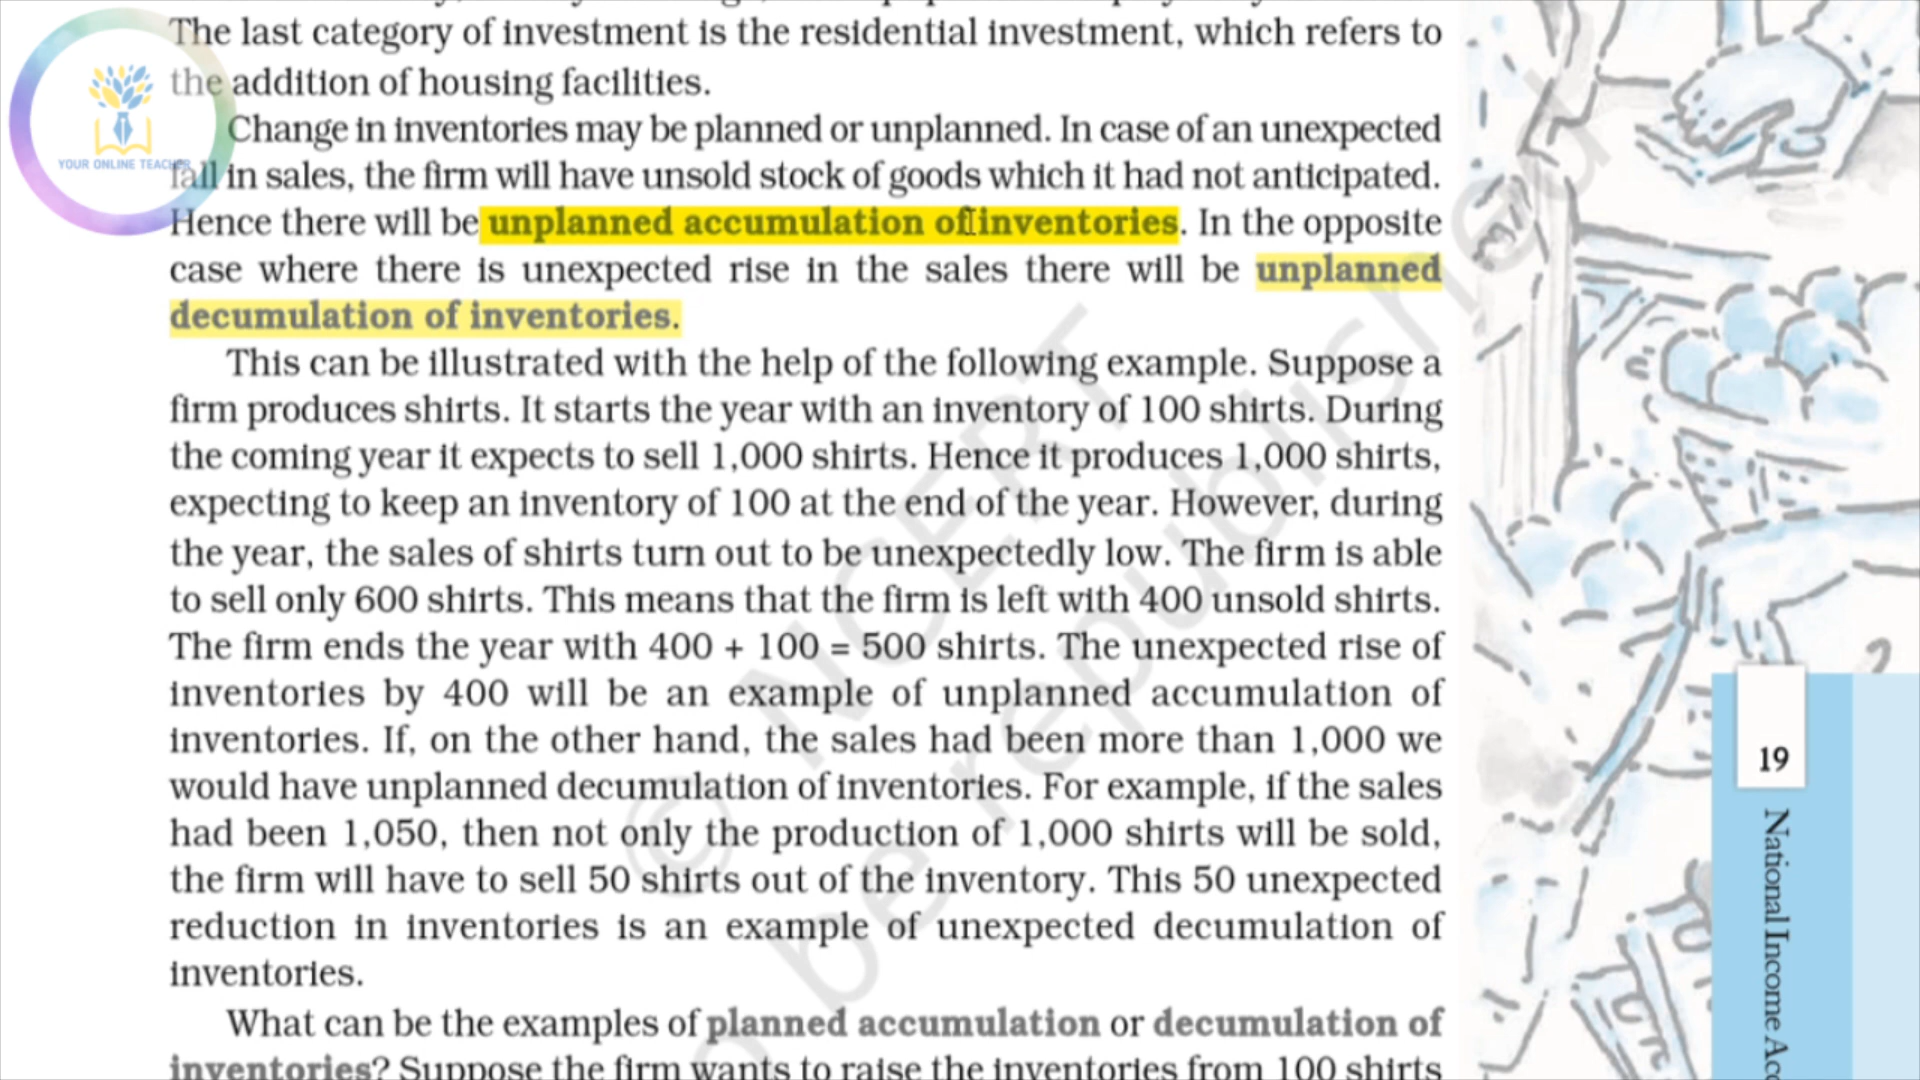 The last category of investment is the residential investment, which refers to
the addition of housing facilities.
Change in inventories may be planned or unplanned. In case of an unexpected
fall in sales, the firm will have unsold stock of goods which it had not anticipated.
Hence there will be unplanned accumulation of inventories. In the opposite
case where there is unexpected rise in the sales there will be unplanned
decumulation of inventories.
This can be illustrated with the help of the following example. Suppose a
firm produces shirts. It starts the year with an inventory of 100 shirts. During
the coming year it expects to sell 1,000 shirts. Hence it produces 1,000 shirts,
expecting to keep an inventory of 100 at the end of the year. However, during
the year, the sales of shirts turn out to be unexpectedly low. The firm is able
to sell only 600 shirts. This means that the firm is left with 400 unsold shirts.
The firm ends the year with 400 + 100 = 500 shirts. The unexpected rise of
inventories by 400 will be an example of unplanned accumulation of
inventories. If, on the other hand, the sales had been more than 1,000 we
would have unplanned decumulation of inventories. For example, if the sales
had been 1,050, then not only the production of 1,000 shirts will be sold,
the firm will have to sell 50 shirts out of the inventory. This 50 unexpected
reduction in inventories is an example of unexpected decumulation of
inventories.
What can be the examples of planned accumulation or decumulation of
inventories? Suppose the firm wants to raise the inventories from 100 shirts
YOUR ONLINE TEACHER
© NCERT
be republished
19
National Income Acc